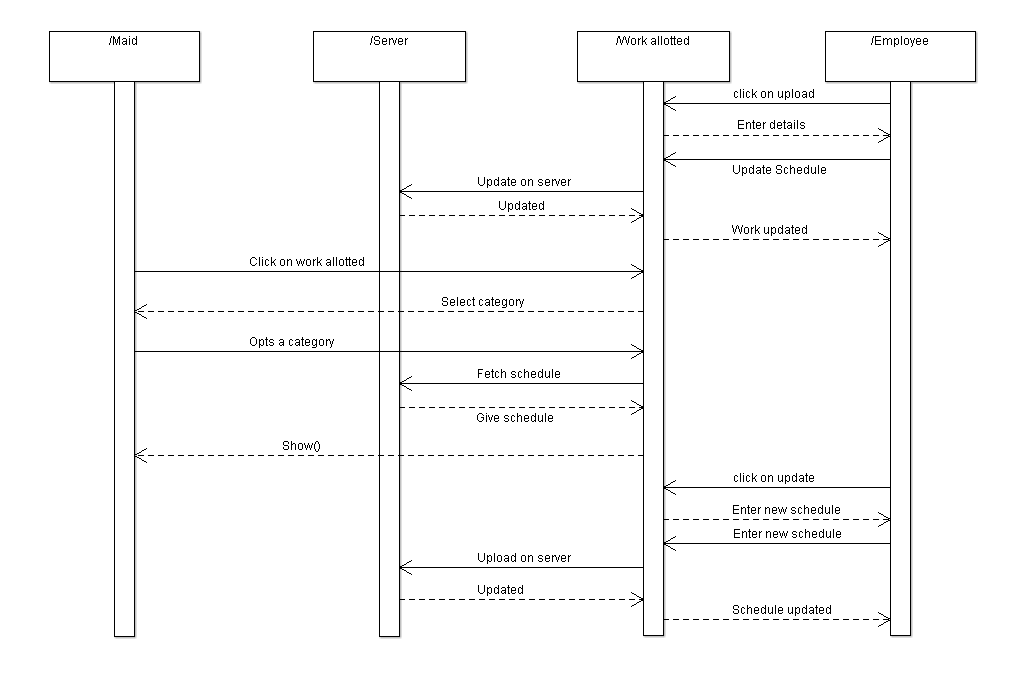 /Maid
/Server
/Work allotted
/Employee
click on upload
Enter details
Update Schedule
Update on server
Updated
Work updated
Click on work allotted
Select category
Opts a category
Fetch schedule
Give schedule
Show()
click on update
Enter new schedule
Enter new schedule
Upload on server
Updated
Schedule updated